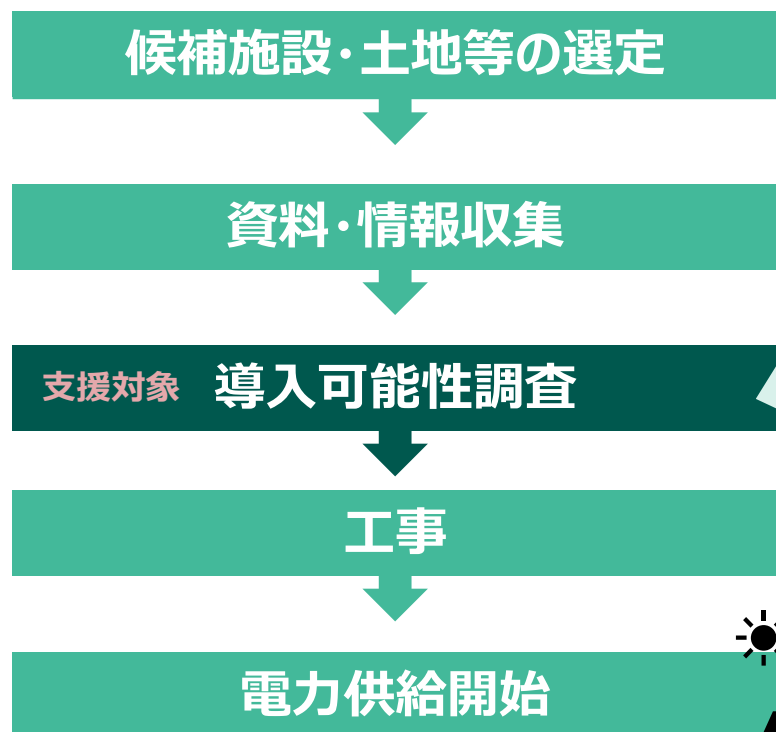 候補施設・土地等の選定
資料・情報収集
支援対象 導入可能性調査
工事
電力供給開始